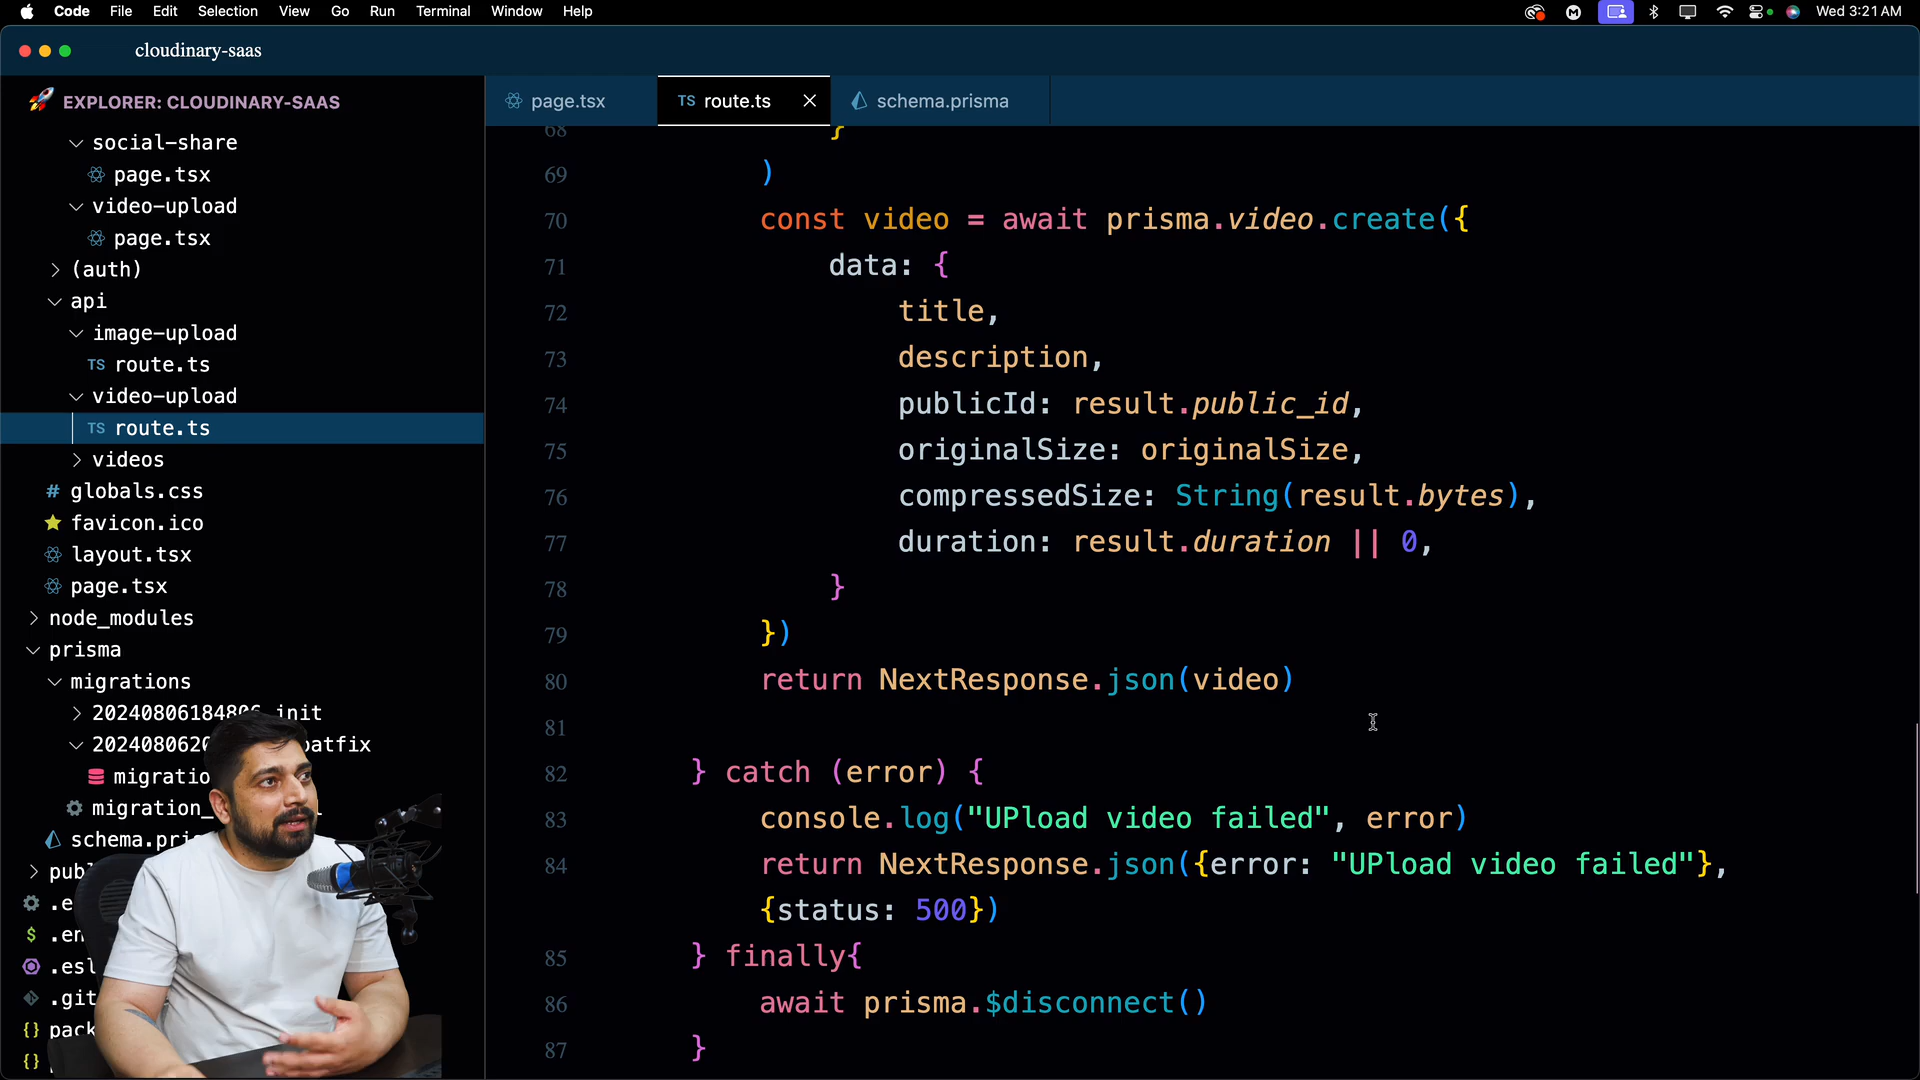 Code File Edit Selection View Go Run Terminal Window Help
Wed 3:21 AM
cloudinary-saas
EXPLORER: CLOUDINARY-SAAS
social-share
page.tsx
video-upload
page.tsx
(auth)
api
image-upload
TS route.ts
video-upload
TS route.ts
videos
# globals.css
favicon.ico
layout.tsx
page.tsx
node_modules
prisma
migrations
init
migration_
page.tsx
TS route.ts
schema.prisma
68 }
69 )
70 const video = await prisma.video.create({
71 data: {
72 title,
73 description,
74 publicId: result.public_id,
75 originalSize: originalSize,
76 compressedSize: String(result.bytes),
77 duration: result.duration || 0,
78 }
79 })
80 return NextResponse.json(video)
81
82 } catch (error) {
83 console.log("UPload video failed", error)
84 return NextResponse.json({error: "UPload video failed"},
{status: 500})
85 } finally{
86 await prisma.$disconnect()
87 }